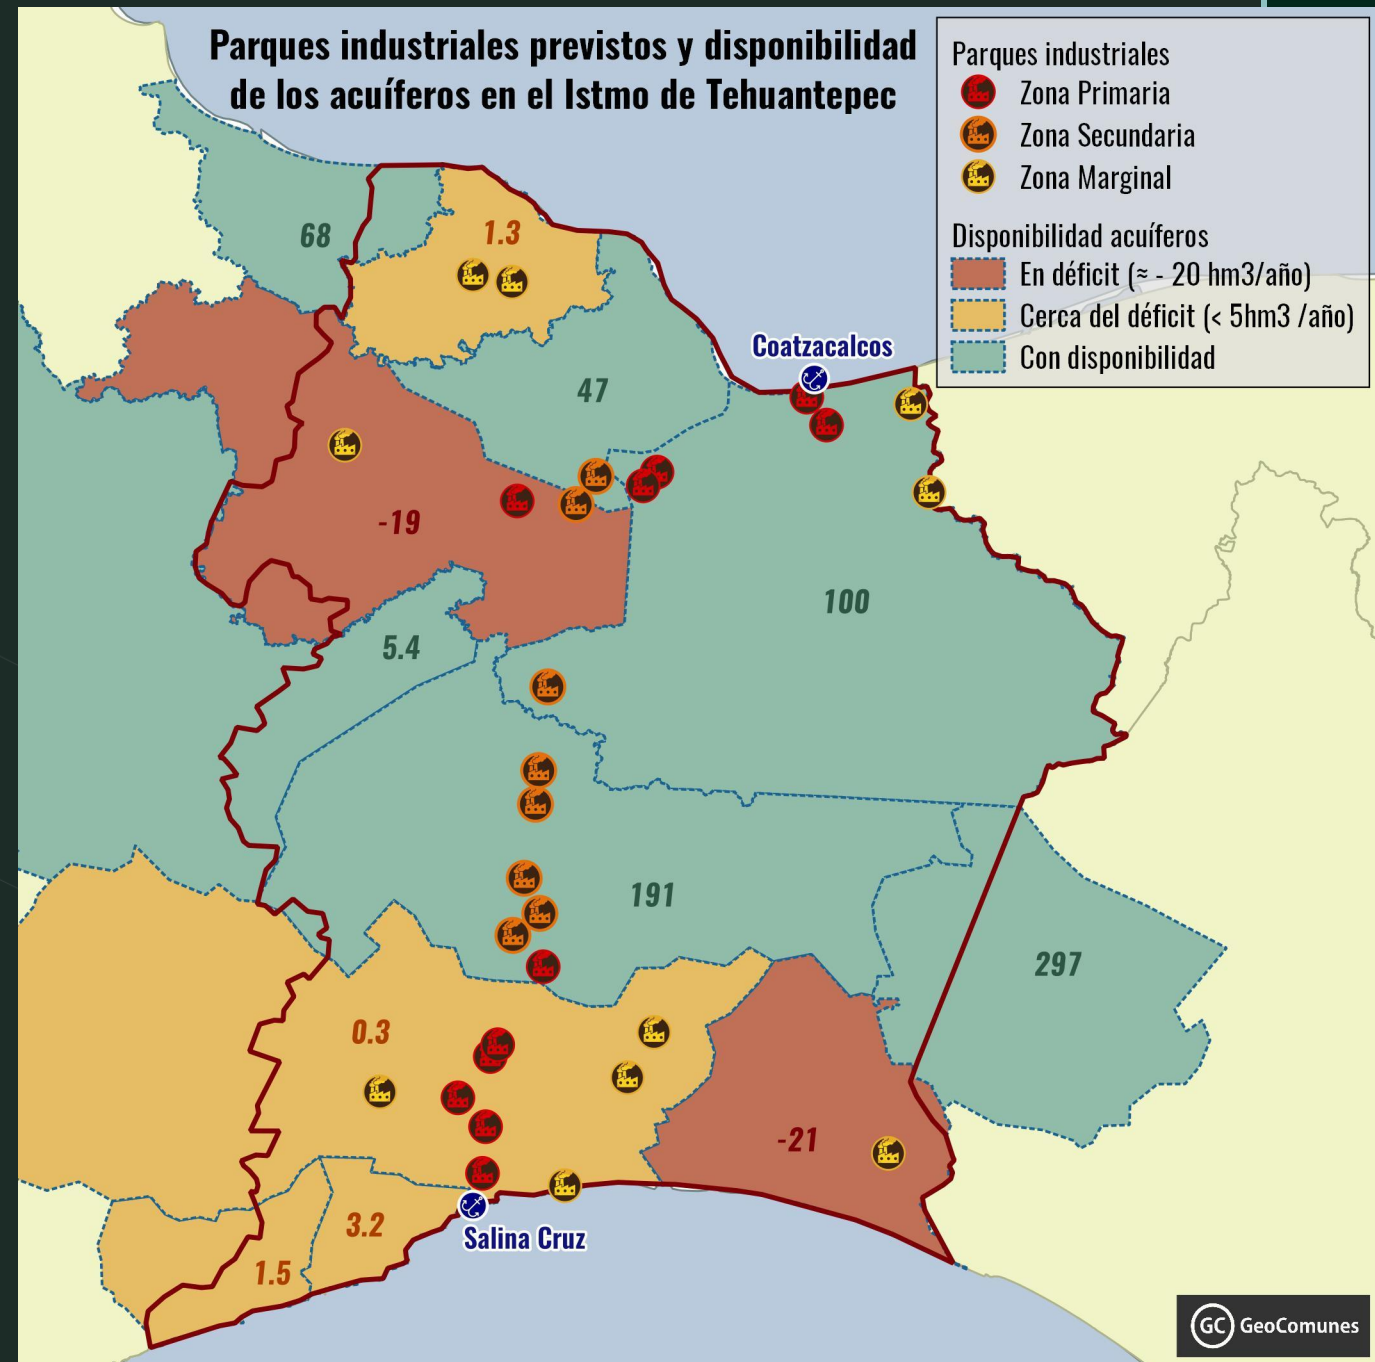 Parques industriales previstos y disponibilidad
de los acuíferos en el Istmo de Tehuantepec
Parques industriales
Zona Primaria
Zona Secundaria
Zona Marginal
Disponibilidad acuíferos
En déficit (≈ - 20 hm3/año)
Cerca del déficit (< 5hm3 /año)
Con disponibilidad
68
1.3
Coatzacalcos
47
-19
100
5.4
191
297
0.3
-21
3.2
Salina Cruz
1.5
GC GeoComunes